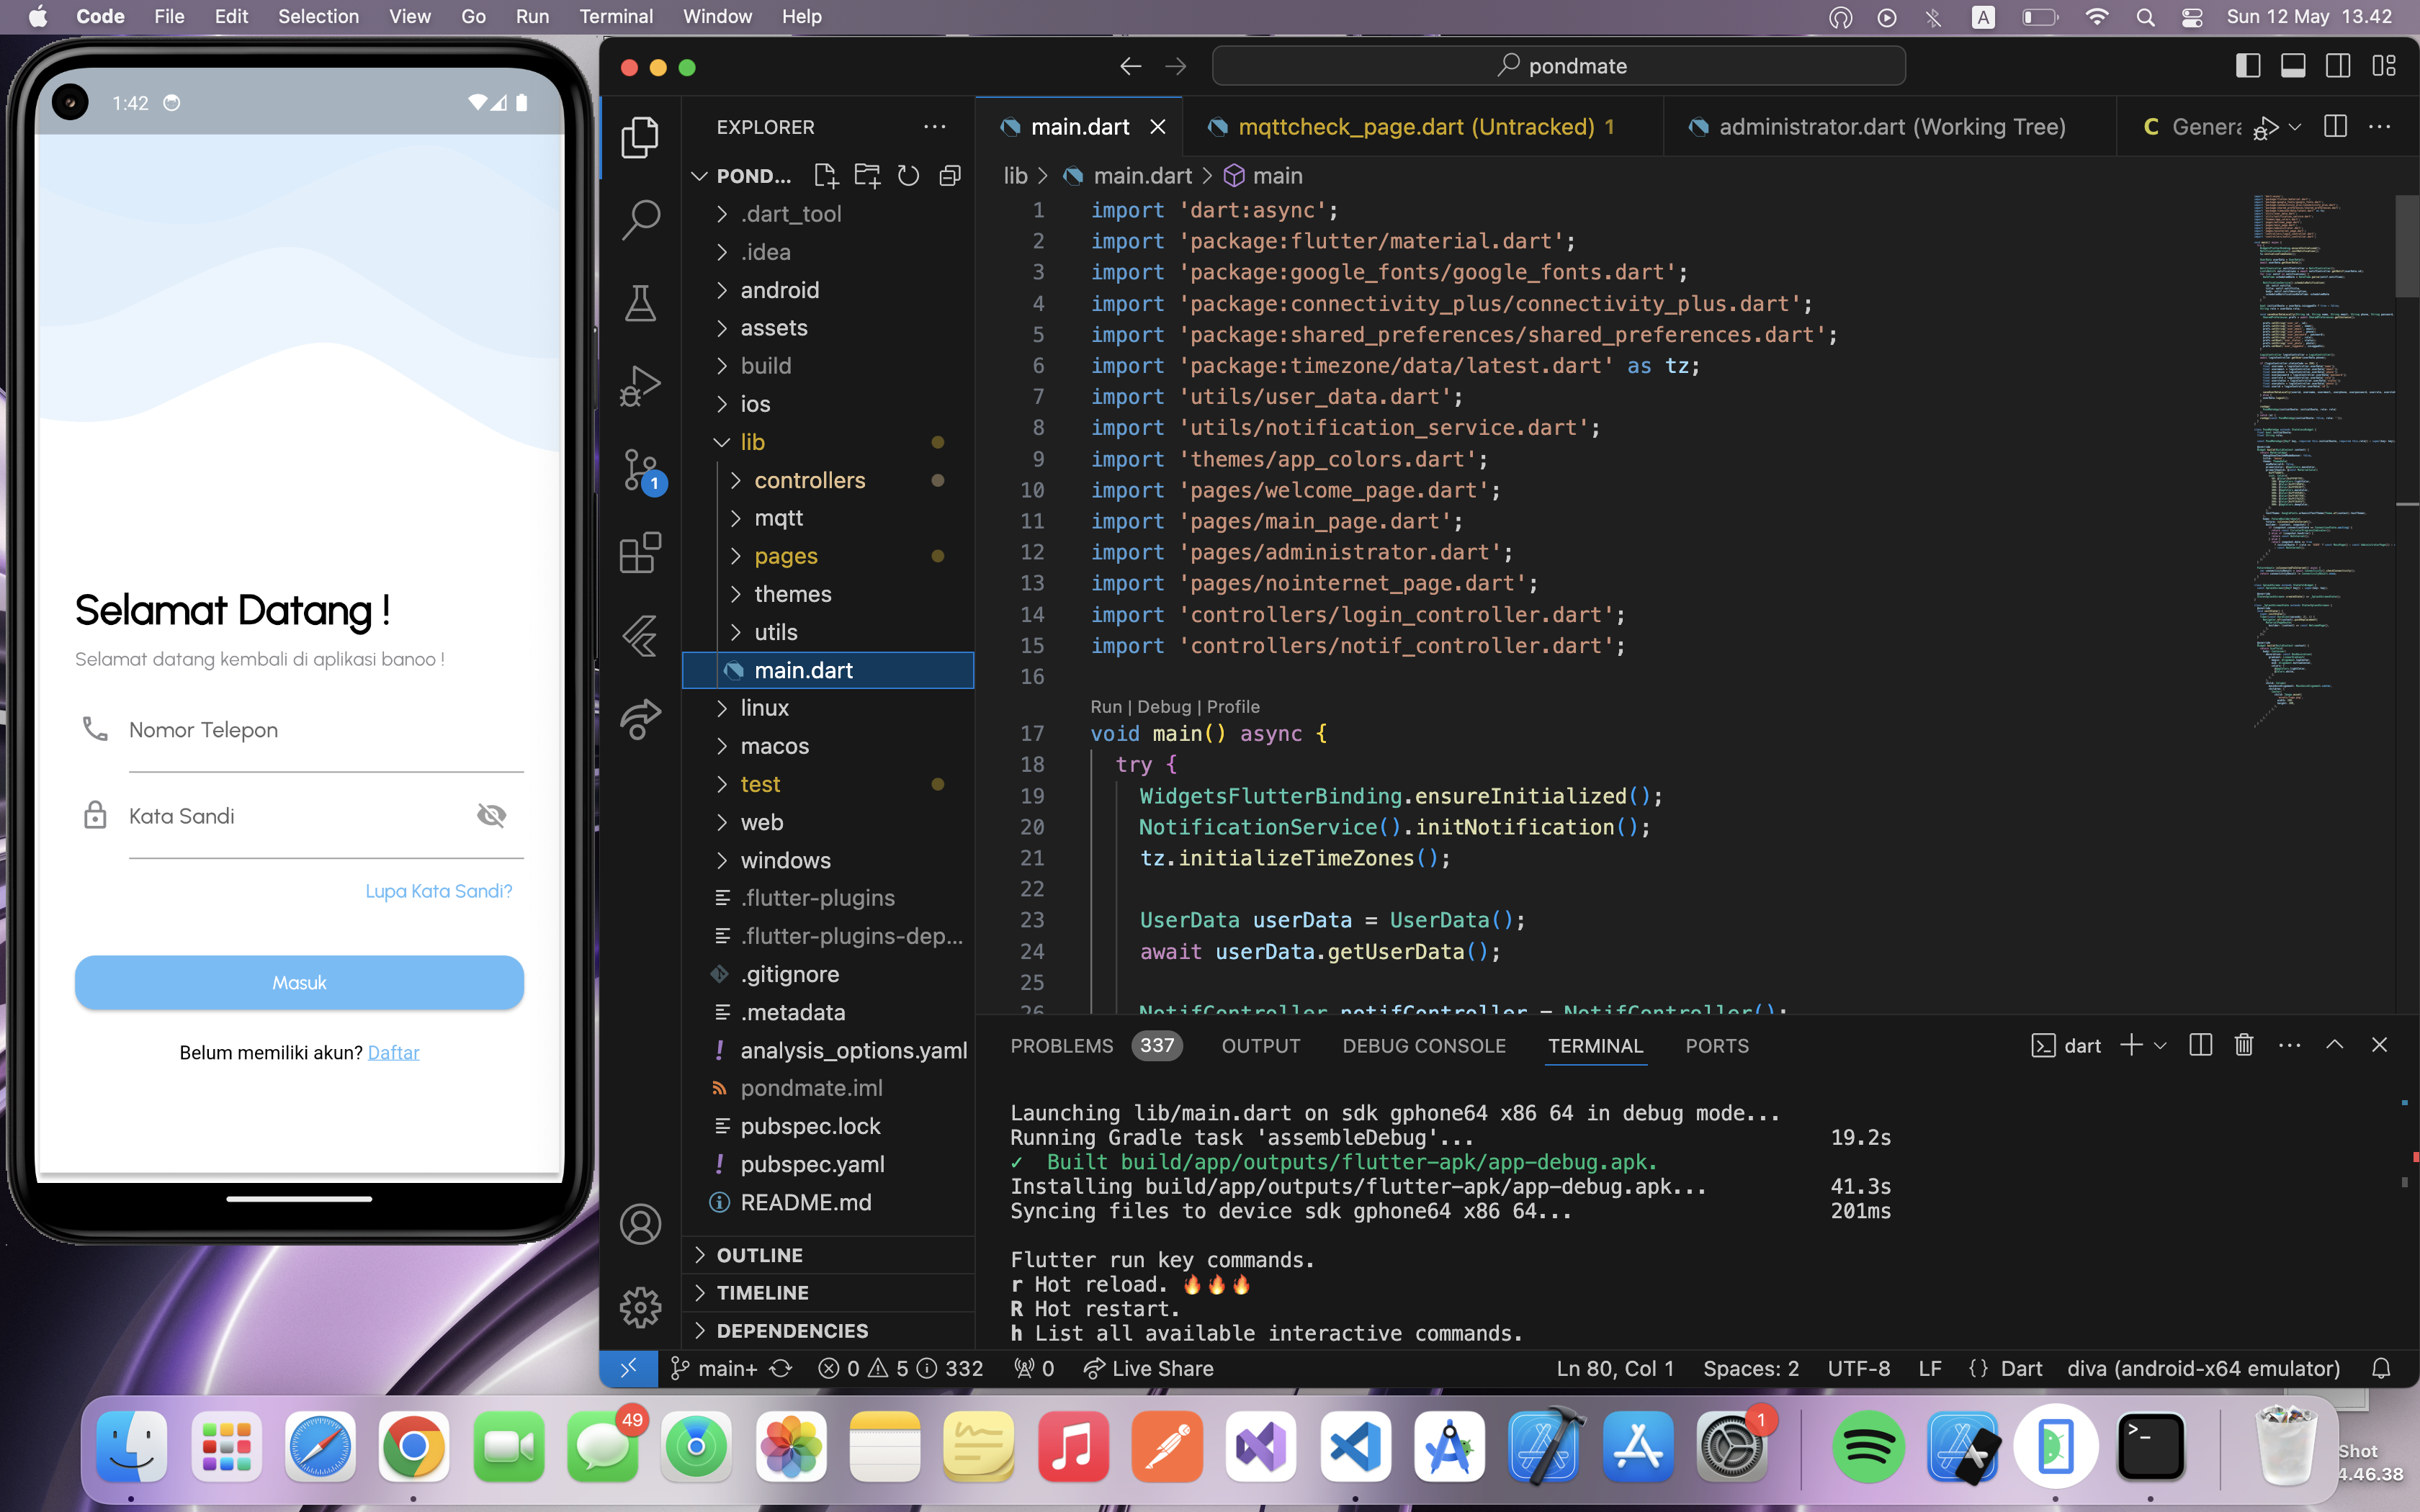 Code File Edit Selection View Go Run Terminal Window Help
A
Sun 12 May 13.42
1:42
Selamat Datang !
Selamat datang kembali di aplikasi banoo !
Nomor Telepon
Kata Sandi
Lupa Kata Sandi?
Masuk
Belum memiliki akun? Daftar
pondmate
EXPLORER
POND...
.dart_tool
.idea
android
assets
build
ios
lib
controllers
mqtt
pages
themes
utils
main.dart
linux
macos
test
web
windows
.flutter-plugins
.flutter-plugins-dep...
.gitignore
.metadata
analysis_options.yaml
pondmate.iml
pubspec.lock
pubspec.yaml
README.md
OUTLINE
TIMELINE
DEPENDENCIES
1
main.dart
mqttcheck_page.dart (Untracked) 1
administrator.dart (Working Tree)
C Genera
lib > main.dart > main
1 import 'dart:async';
2 import 'package:flutter/material.dart';
3 import 'package:google_fonts/google_fonts.dart';
4 import 'package:connectivity_plus/connectivity_plus.dart';
5 import 'package:shared_preferences/shared_preferences.dart';
6 import 'package:timezone/data/latest.dart' as tz;
7 import 'utils/user_data.dart';
8 import 'utils/notification_service.dart';
9 import 'themes/app_colors.dart';
10 import 'pages/welcome_page.dart';
11 import 'pages/main_page.dart';
12 import 'pages/administrator.dart';
13 import 'pages/nointernet_page.dart';
14 import 'controllers/login_controller.dart';
15 import 'controllers/notif_controller.dart';
16
Run | Debug | Profile
17 void main() async {
18 try {
19 WidgetsFlutterBinding.ensureInitialized();
20 NotificationService().initNotification();
21 tz.initializeTimeZones();
22
23 UserData userData = UserData();
24 await userData.getUserData();
25
26 NotifController notifController = NotifController();
PROBLEMS 337 OUTPUT DEBUG CONSOLE TERMINAL PORTS
dart
Launching lib/main.dart on sdk gphone64 x86 64 in debug mode...
Running Gradle task 'assembleDebug'... 19.2s
✓ Built build/app/outputs/flutter-apk/app-debug.apk.
Installing build/app/outputs/flutter-apk/app-debug.apk... 41.3s
Syncing files to device sdk gphone64 x86 64... 201ms
Flutter run key commands.
r Hot reload. 🔥🔥🔥
R Hot restart.
h List all available interactive commands.
main+ 0 5 332 0 Live Share
Ln 80, Col 1 Spaces: 2 UTF-8 LF {} Dart diva (android-x64 emulator)
49
1
Shot
4.46.38